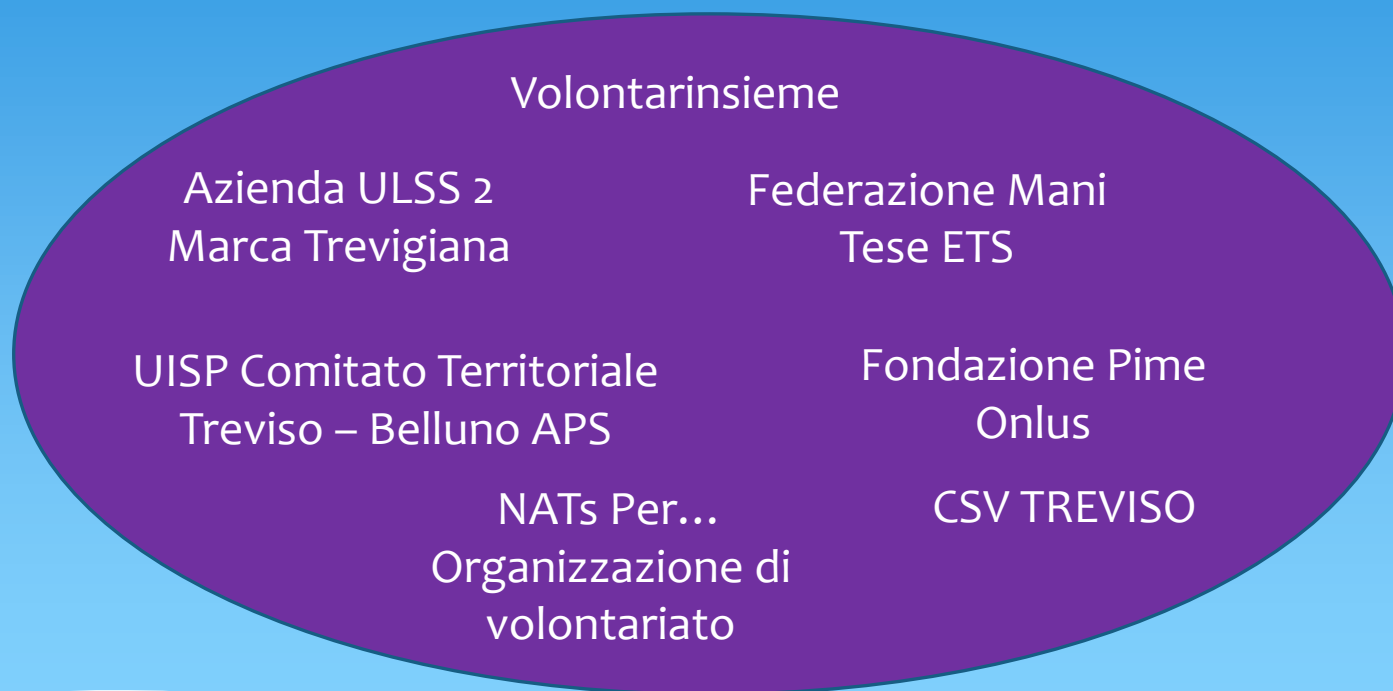 Volontarinsieme
Azienda ULSS 2
Marca Trevigiana
Federazione Mani
Tese ETS
UISP Comitato Territoriale
Treviso – Belluno APS
Fondazione Pime
Onlus
NATs Per…
Organizzazione di
volontariato
CSV TREVISO